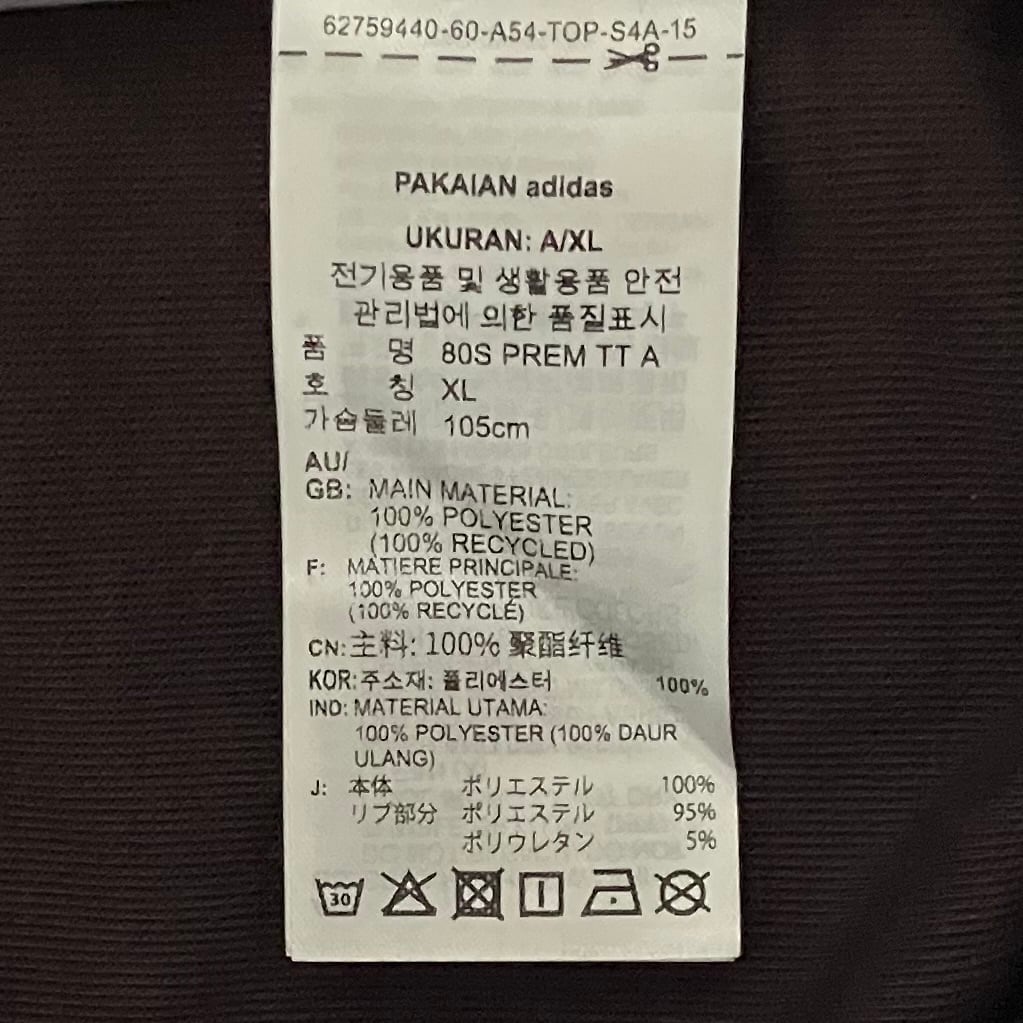 62759440-60-A54-TOP-S4A-15
PAKAIAN adidas
UKURAN: A/XL
전기용품 및 생활용품 안전
관리법에 의한 품질표시
품 명 80S PREM TT A
호 칭 XL
가슴둘레 105cm
AU/
GB: MAIN MATERIAL:
100% POLYESTER
(100% RECYCLED)
F: MATIERE PRINCIPALE:
100% POLYESTER
(100% RECYCLÉ)
CN: 主料: 100% 聚酯纤维
KOR: 주소재: 폴리에스터 100%
IND: MATERIAL UTAMA:
100% POLYESTER (100% DAUR
ULANG)
J: 本体 ポリエステル 100%
リブ部分 ポリエステル 95%
ポリウレタン 5%
30